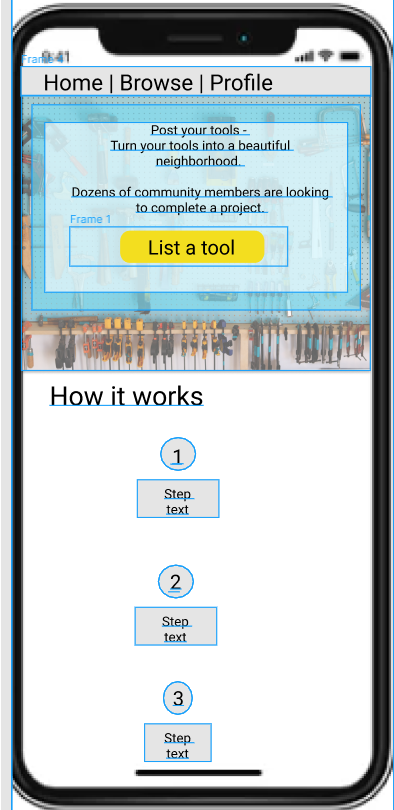 9:41
Home | Browse | Profile
Post your tools -
Turn your tools into a beautiful
neighborhood.
Dozens of community members are looking
to complete a project.
Frame 1
List a tool
How it works
1
Step
text
2
Step
text
3
Step
text